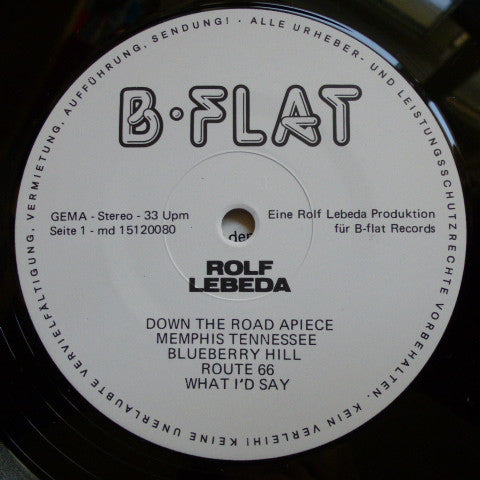 B·FLAT
GEMA - Stereo - 33 Upm
Seite 1 - md 15120080
Eine Rolf Lebeda Produktion
für B-flat Records
der
ROLF
LEBEDA
DOWN THE ROAD APIECE
MEMPHIS TENNESSEE
BLUEBERRY HILL
ROUTE 66
WHAT I'D SAY
ALLE URHEBER- UND LEISTUNGSSCHUTZRECHTE VORBEHALTEN. KEIN VERLEIH! KEINE UNERLAUBTE VERVIELFÄLTIGUNG, VERMIETUNG, AUFFÜHRUNG, SENDUNG! ·